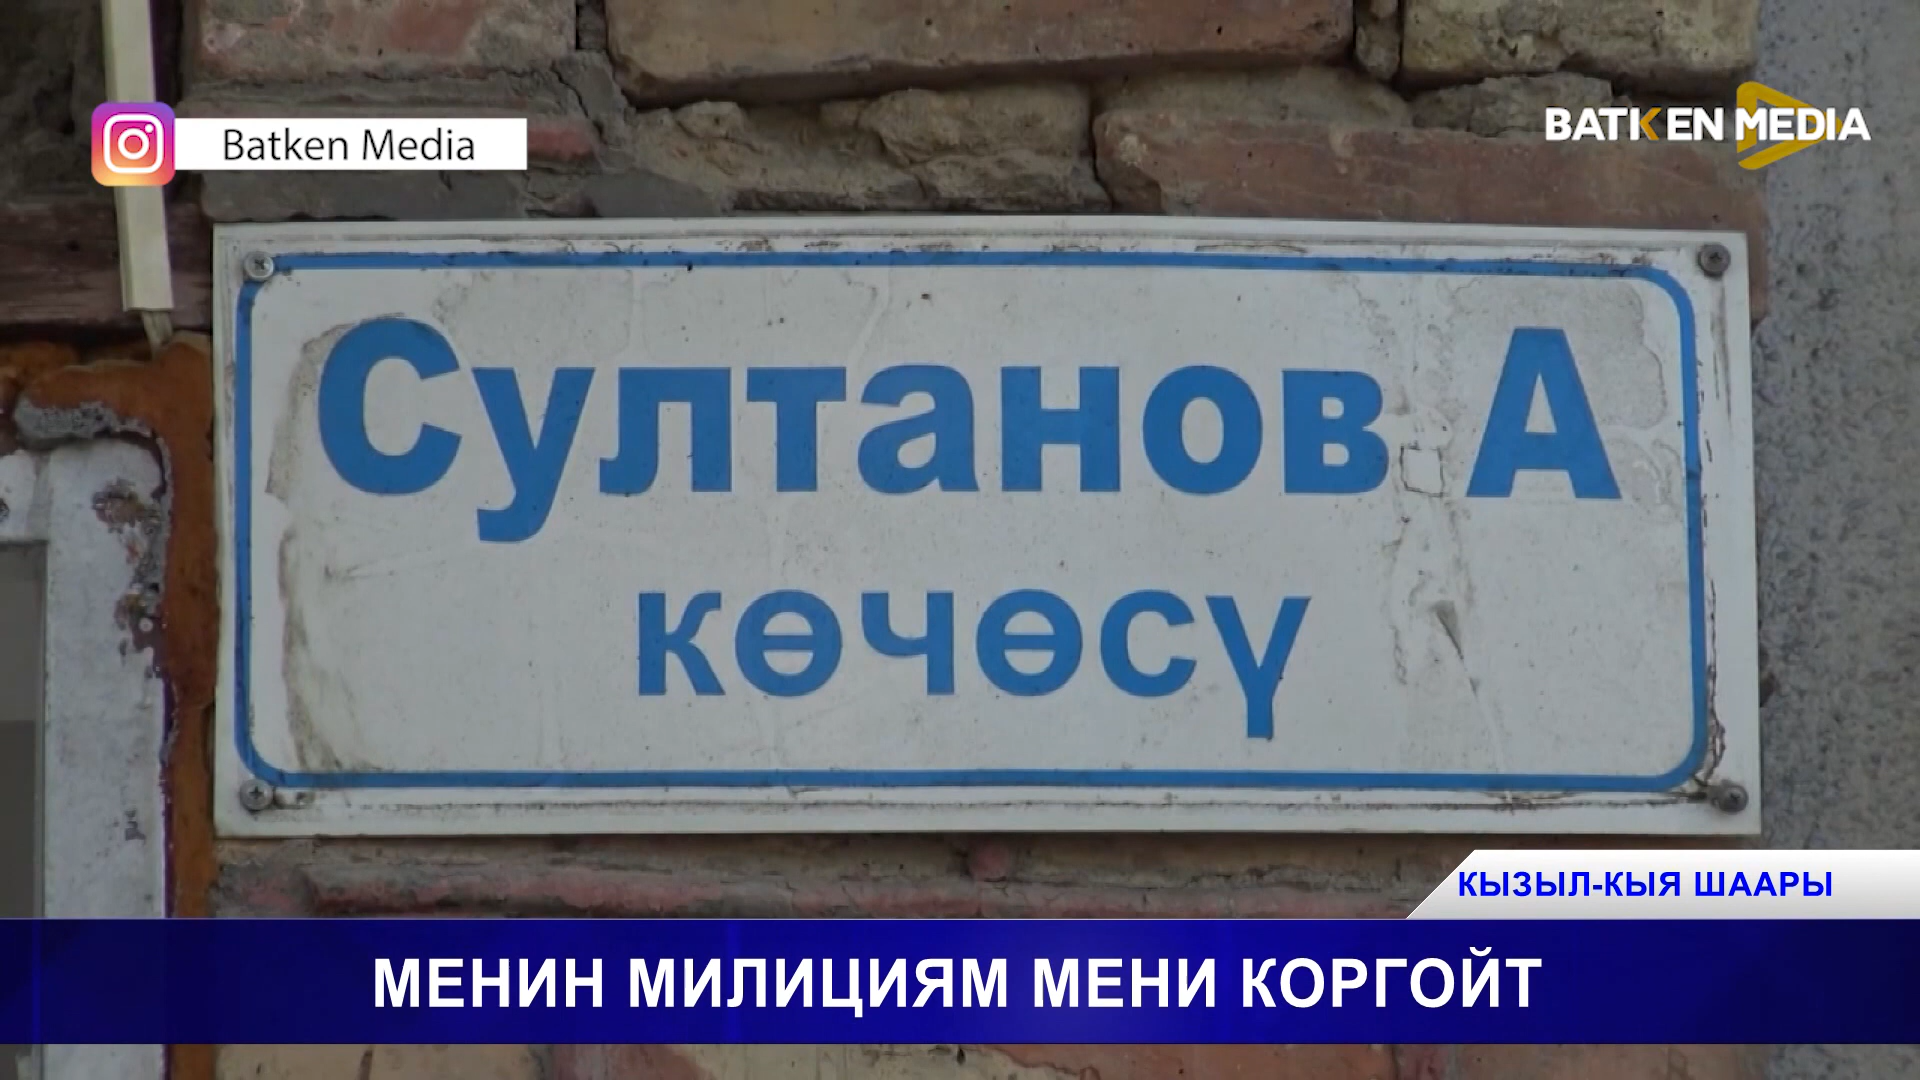 Batken Media
BATKEN MEDIA
Султанов А
көчөсү
КЫЗЫЛ-КЫЯ ШААРЫ
МЕНИН МИЛИЦИЯМ МЕНИ КОРГОЙТ